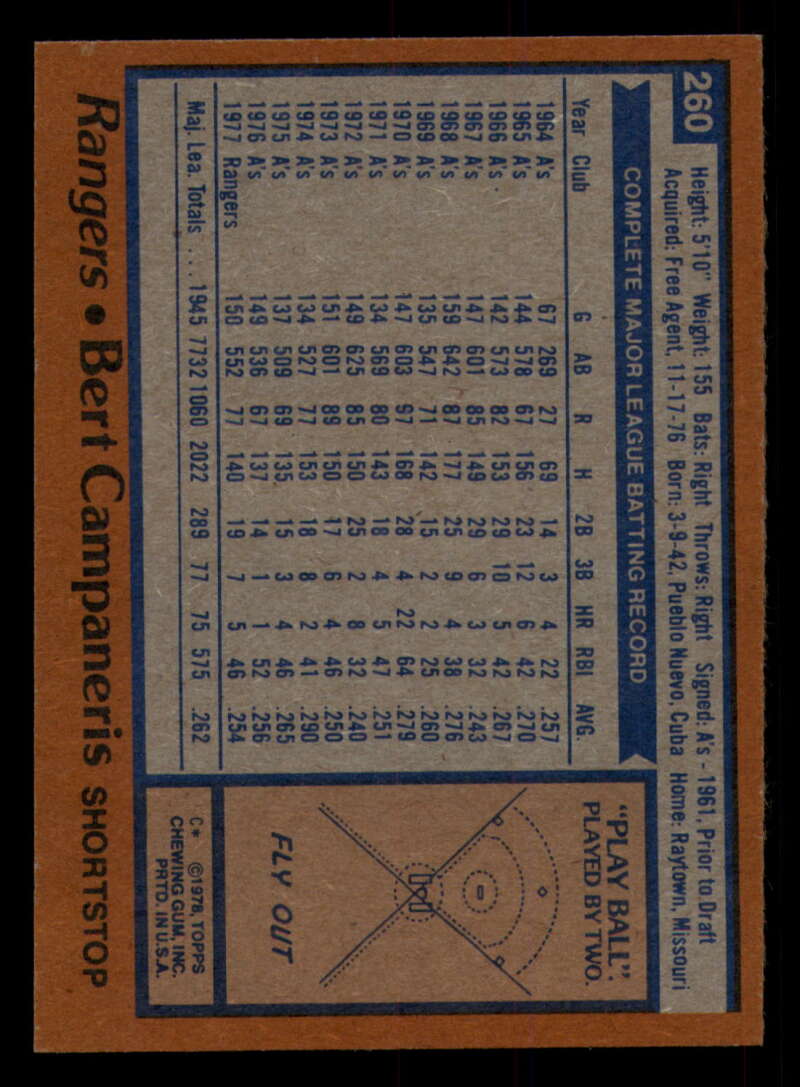 260
Height: 5'10" Weight: 155 Bats: Right Throws: Right Signed: A's - 1961, Prior to Draft
Acquired: Free Agent, 11-17-76 Born: 3-9-42, Pueblo Nuevo, Cuba Home: Raytown, Missouri
COMPLETE MAJOR LEAGUE BATTING RECORD
Year Club G AB R H 2B 3B HR RBI AVG.
1964 A's 67 269 27 69 14 3 4 22 .257
1965 A's 144 578 67 156 23 12 6 42 .270
1966 A's 142 573 82 153 29 10 5 42 .267
1967 A's 147 601 85 149 29 6 3 32 .243
1968 A's 159 642 87 177 25 9 4 38 .276
1969 A's 135 547 71 142 15 2 2 25 .260
1970 A's 147 603 97 168 28 4 22 64 .279
1971 A's 134 569 80 143 18 4 5 47 .251
1972 A's 149 625 85 150 25 2 8 32 .240
1973 A's 151 601 89 150 17 6 4 46 .250
1974 A's 134 527 77 153 18 8 2 41 .290
1975 A's 137 509 69 135 15 3 4 46 .265
1976 A's 149 536 67 137 14 1 1 52 .256
1977 Rangers 150 552 77 140 19 7 5 46 .254
Maj. Lea. Totals ... 1945 7732 1060 2022 289 77 75 575 .262
"PLAY BALL":
PLAYED BY TWO.
FLY OUT
C* ©1978, TOPPS
CHEWING GUM, INC.
PRTD. IN U.S.A.
Rangers • Bert Campaneris SHORTSTOP